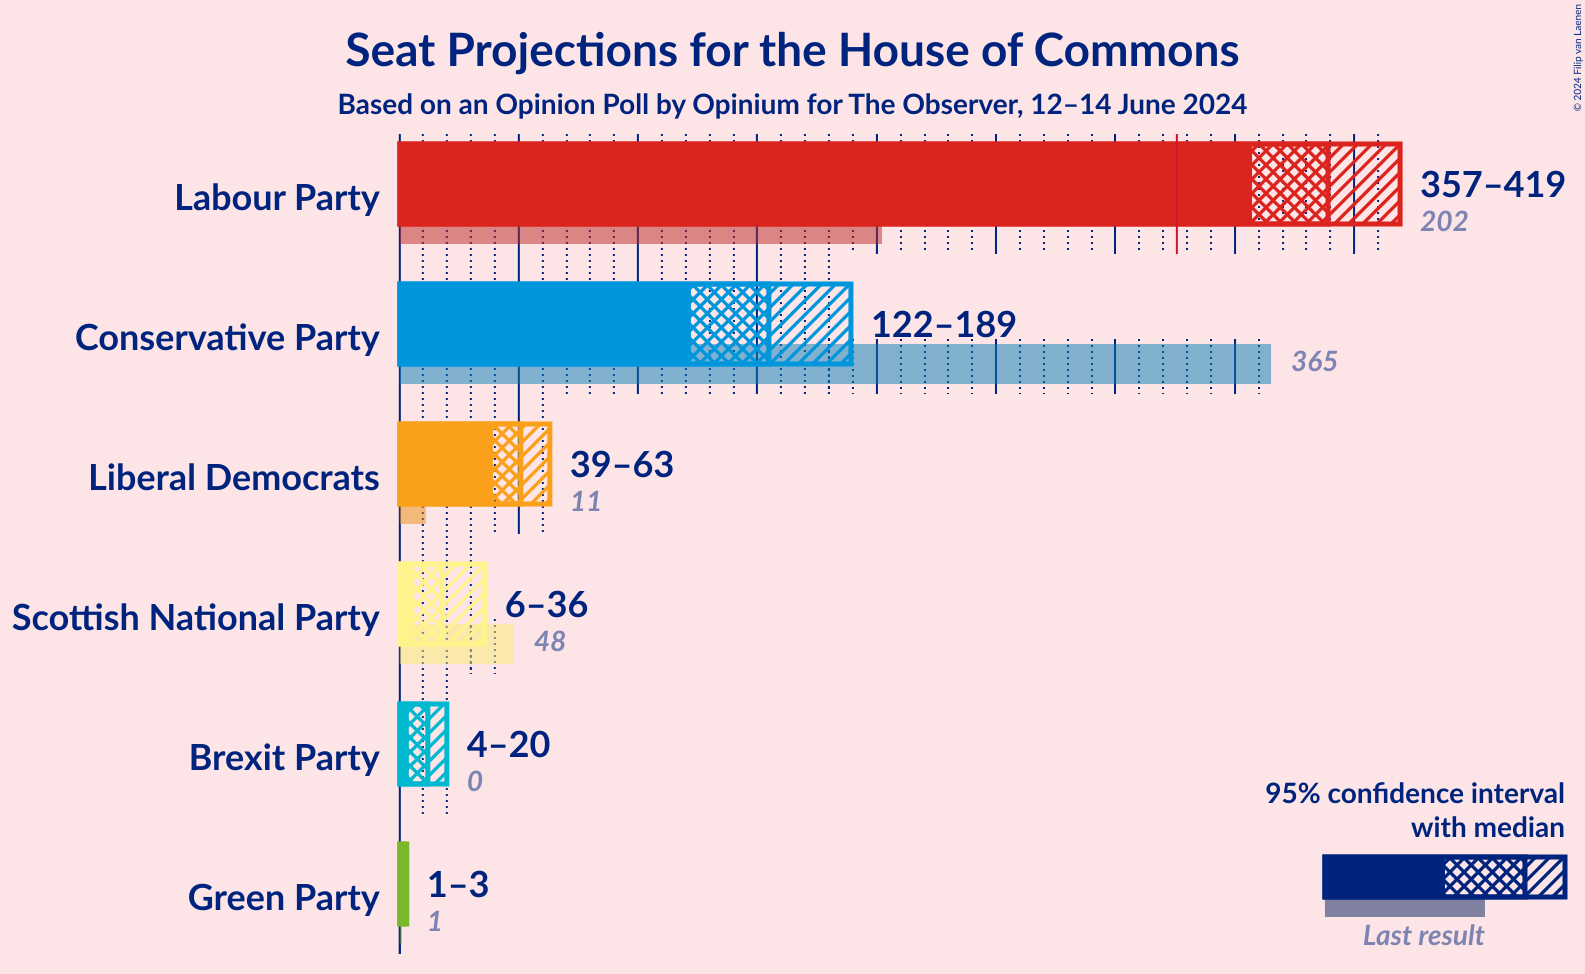 Seat Projections for the House of Commons
Based on an Opinion Poll by Opinium for The Observer, 12–14 June 2024
© 2024 Filip van Laenen
Labour Party
357–419
202
Conservative Party
122–189
365
Liberal Democrats
39–63
11
Scottish National Party
6–36
48
Brexit Party
4–20
0
Green Party
1–3
1
95% confidence interval
with median
Last result